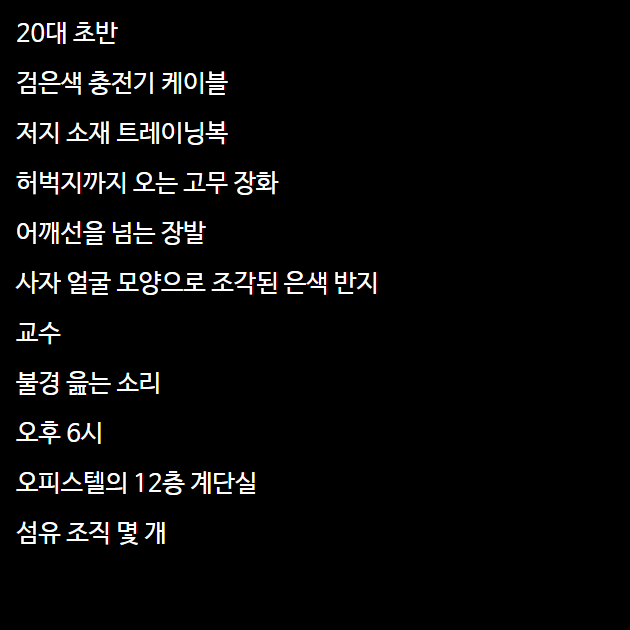 20대 초반
검은색 충전기 케이블
저지 소재 트레이닝복
허벅지까지 오는 고무 장화
어깨선을 넘는 장발
사자 얼굴 모양으로 조각된 은색 반지
교수
불경 읊는 소리
오후 6시
오피스텔의 12층 계단실
섬유 조직 몇 개